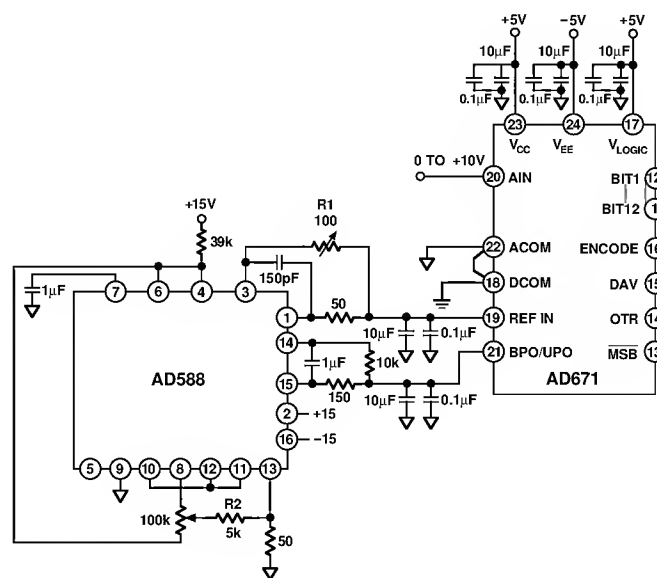 +5V −5V +5V
10µF 10µF 10µF
0.1µF 0.1µF 0.1µF
23 24 17
VCC VEE VLOGIC
0 TO +10V 20 AIN BIT1 12
BIT12 1
22 ACOM ENCODE 16
18 DCOM DAV 15
19 REF IN OTR 14
21 BPO/UPO MSB 13
AD671
+15V
39k
R1
100
150pF
1µF
7 6 4 3
1 50
10µF 0.1µF
14
1µF 10k
15 150
10µF 0.1µF
AD588
2 +15
16 −15
5 9 10 8 12 11 13
100k R2
5k 50